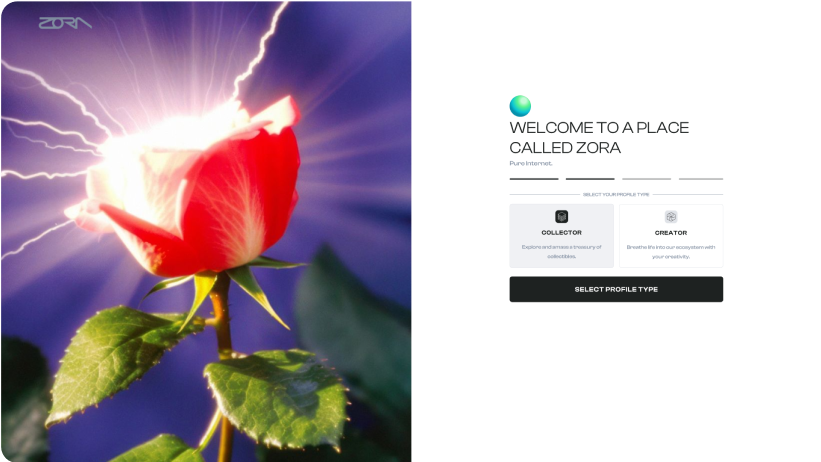 ZORA
WELCOME TO A PLACE
CALLED ZORA
Pure Internet.
SELECT YOUR PROFILE TYPE
COLLECTOR
Explore and amass a treasury of
collectibles.
CREATOR
Breathe life into our ecosystem with
your creativity.
SELECT PROFILE TYPE